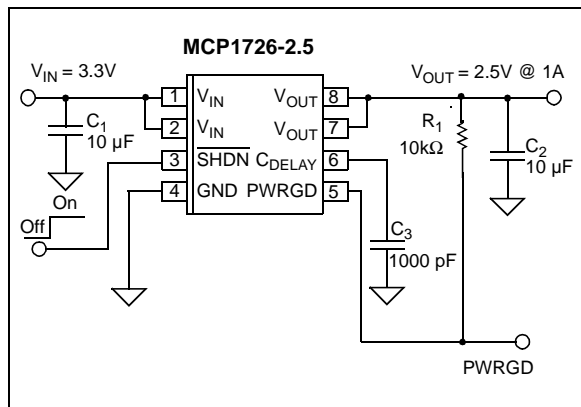 MCP1726-2.5
V_IN = 3.3V
V_OUT = 2.5V @ 1A
1 V_IN V_OUT 8
2 V_IN V_OUT 7
3 SHDN C_DELAY 6
4 GND PWRGD 5
C_1
10 µF
R_1
10kΩ
C_2
10 µF
On
Off
C_3
1000 pF
PWRGD